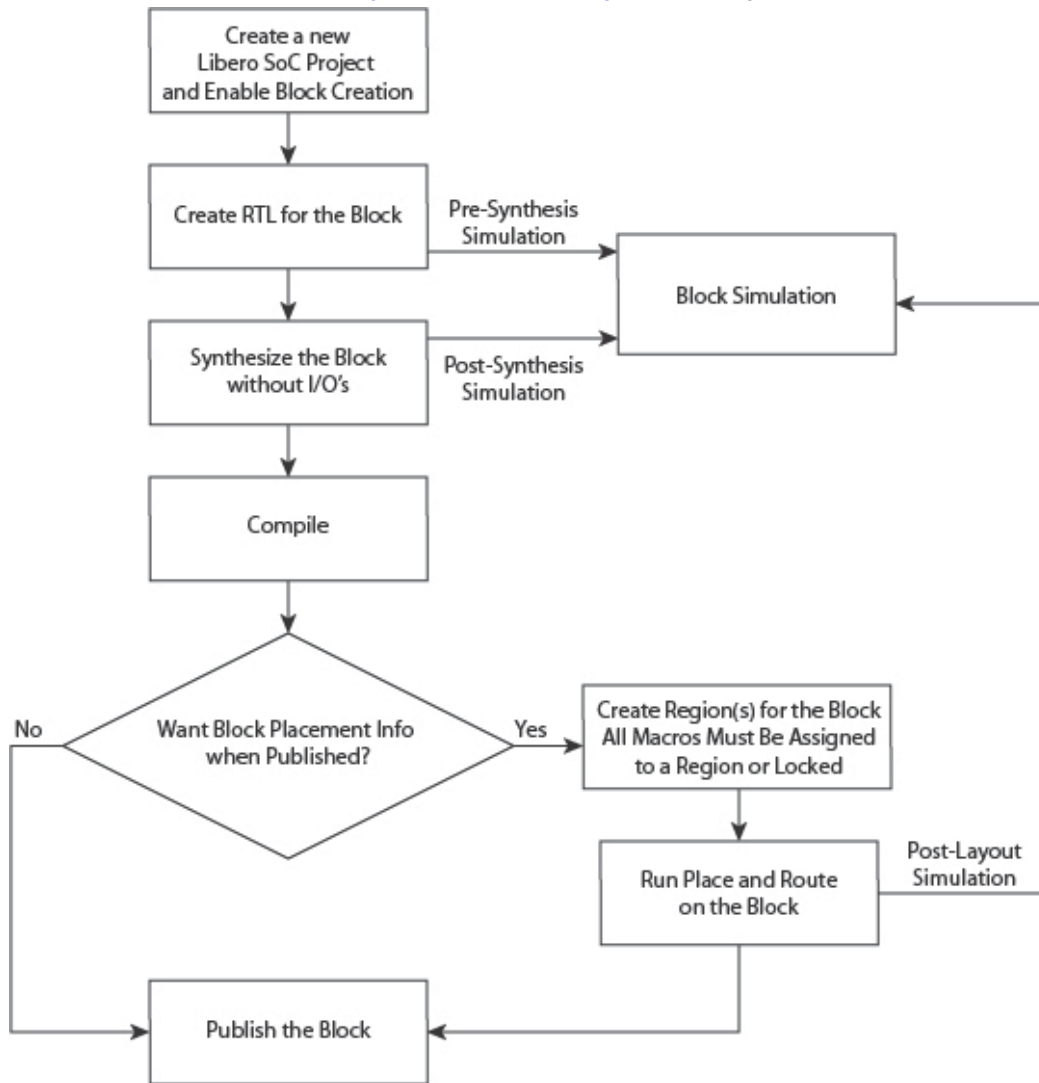 Create a new
Libero SoC Project
and Enable Block Creation
Create RTL for the Block
Pre-Synthesis
Simulation
Block Simulation
Synthesize the Block
without I/O's
Post-Synthesis
Simulation
Compile
No
Want Block Placement Info
when Published?
Yes
Create Region(s) for the Block
All Macros Must Be Assigned
to a Region or Locked
Run Place and Route
on the Block
Post-Layout
Simulation
Publish the Block